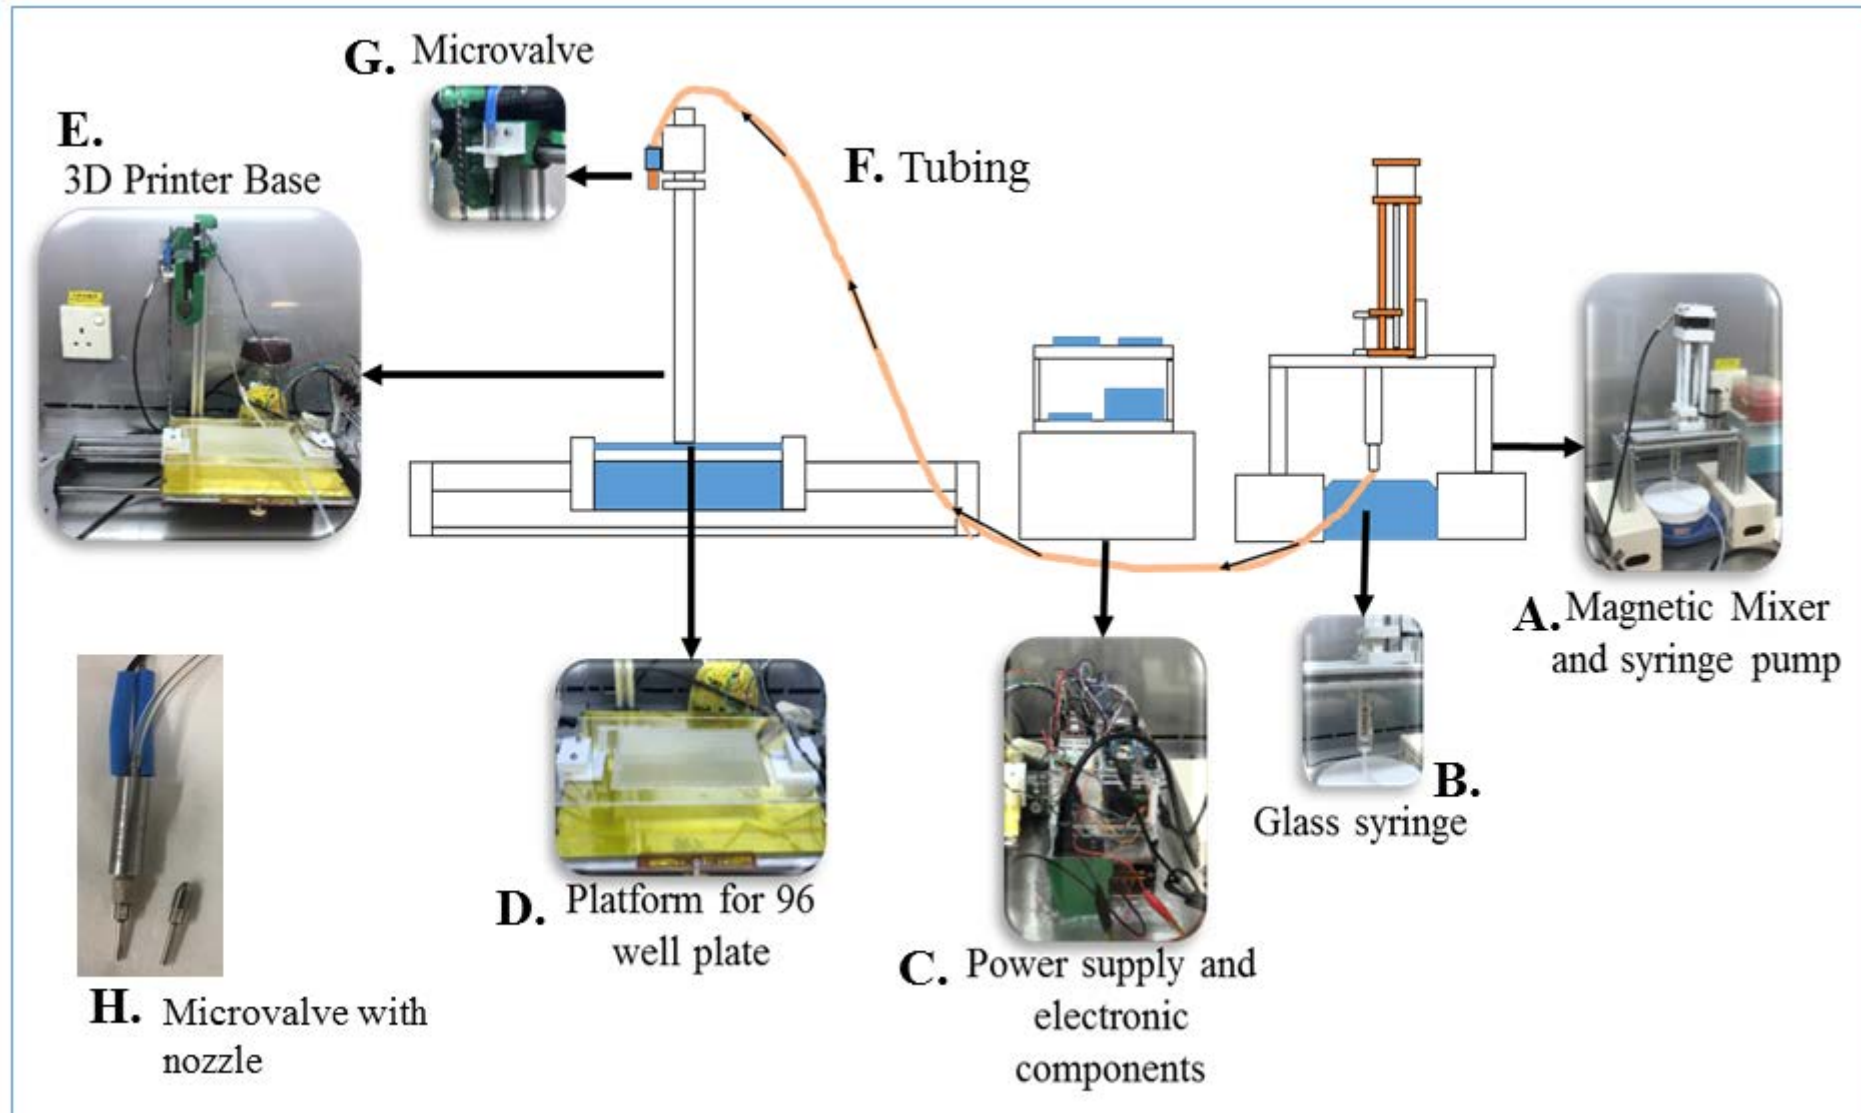 G. Microvalve
E.
3D Printer Base
F. Tubing
A. Magnetic Mixer
and syringe pump
B.
Glass syringe
D. Platform for 96
well plate
C. Power supply and
electronic
components
H. Microvalve with
nozzle